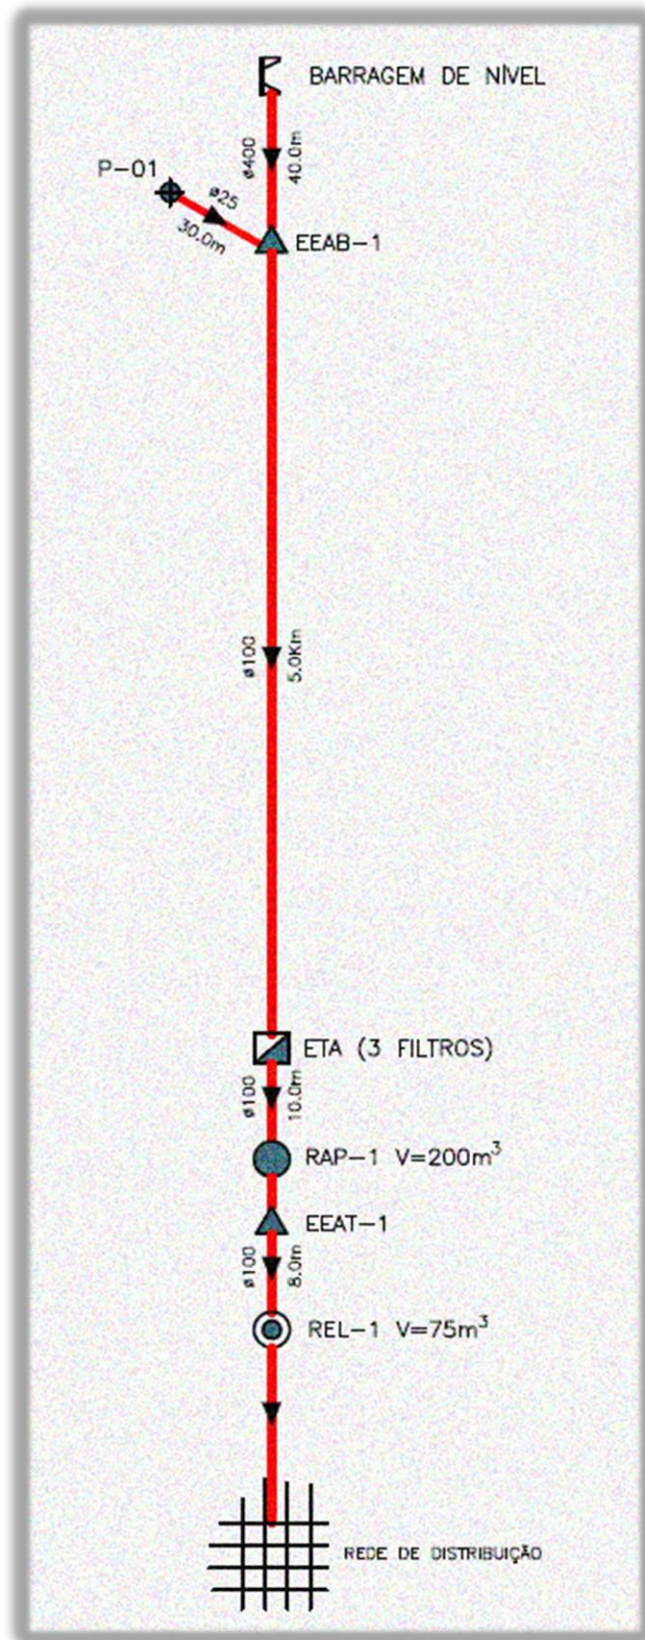 BARRAGEM DE NÍVEL
ø400
40.0m
P-01
ø25
30.0m
EEAB-1
ø100
5.0Km
ETA (3 FILTROS)
ø100
10.0m
RAP-1 V=200m³
EEAT-1
ø100
8.0m
REL-1 V=75m³
REDE DE DISTRIBUIÇÃO